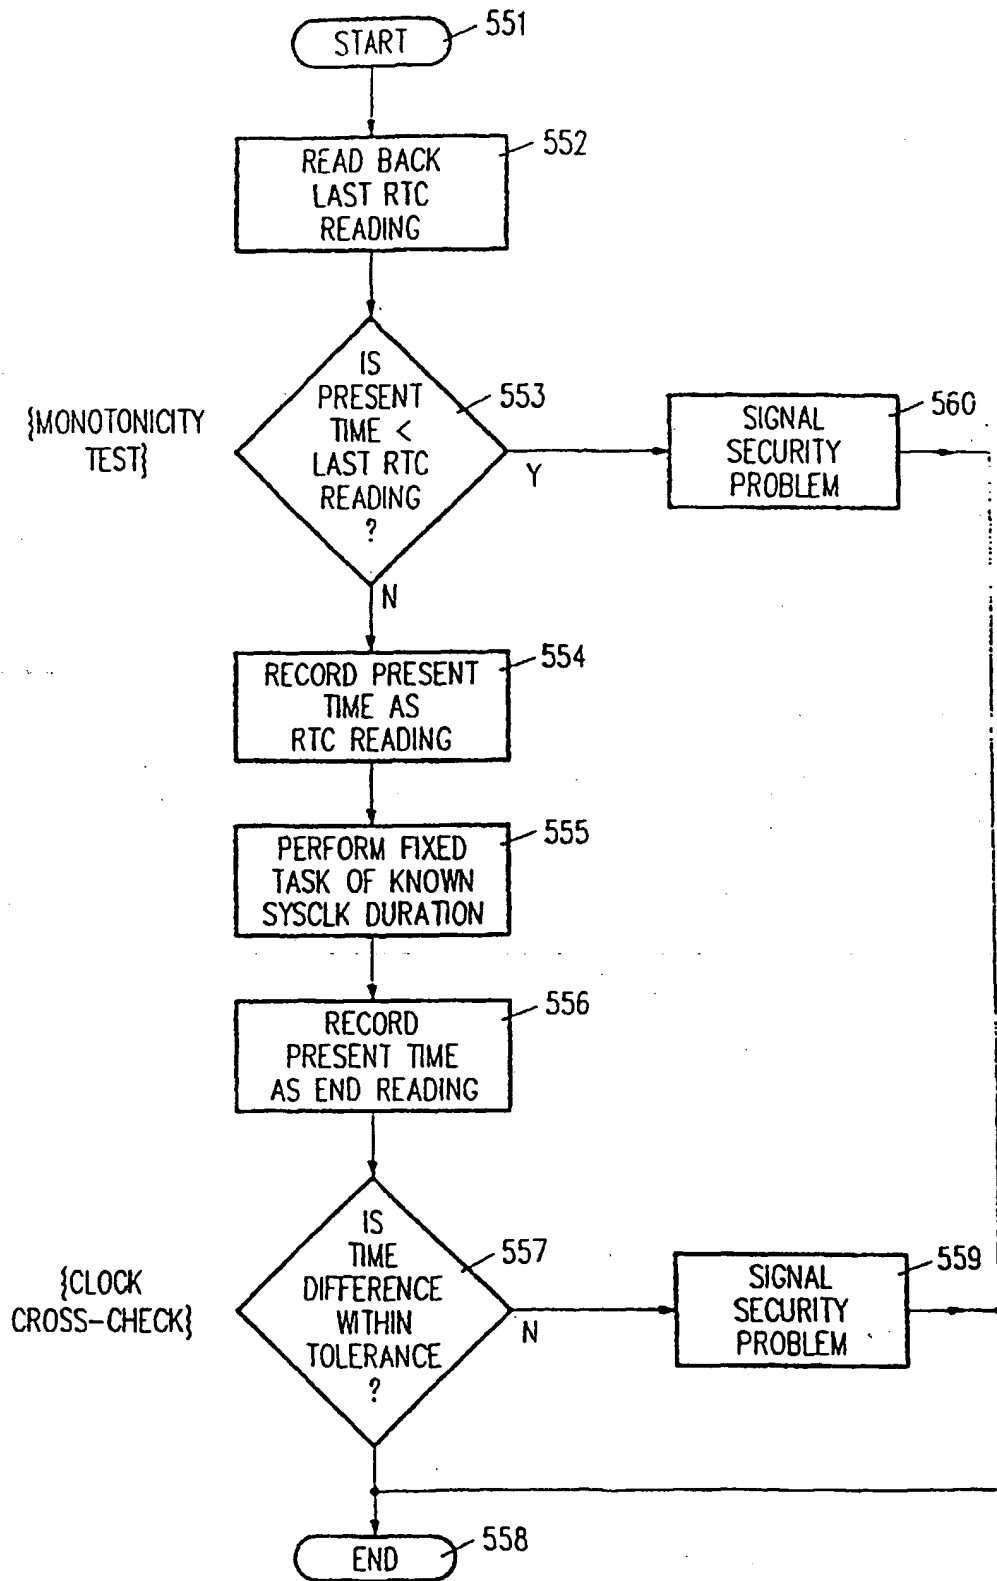 START
551
READ BACK
LAST RTC
READING
552
{MONOTONICITY
TEST}
IS
PRESENT
TIME <
LAST RTC
READING
?
553
Y
N
SIGNAL
SECURITY
PROBLEM
560
RECORD PRESENT
TIME AS
RTC READING
554
PERFORM FIXED
TASK OF KNOWN
SYSCLK DURATION
555
RECORD
PRESENT TIME
AS END READING
556
{CLOCK
CROSS-CHECK}
IS
TIME
DIFFERENCE
WITHIN
TOLERANCE
?
557
N
SIGNAL
SECURITY
PROBLEM
559
END
558